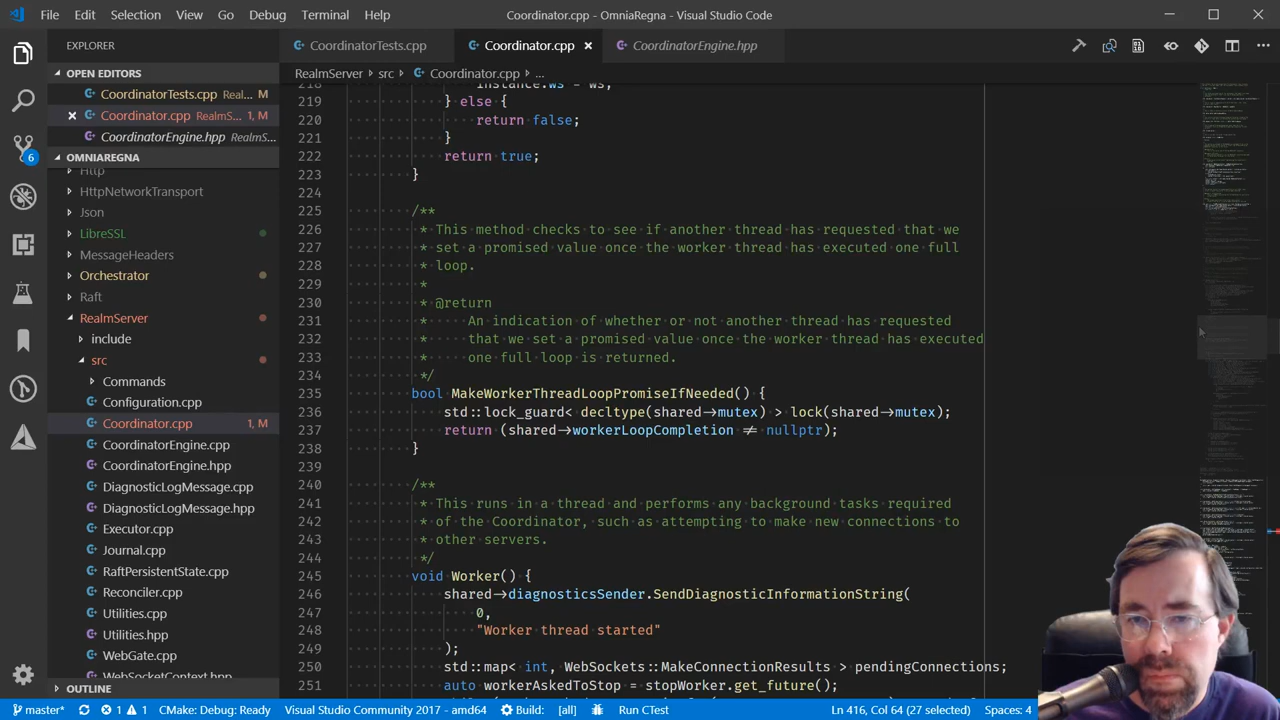 File Edit Selection View Go Debug Terminal Help Coordinator.cpp - OmniaRegna - Visual Studio Code
EXPLORER
CoordinatorTests.cpp
Coordinator.cpp
CoordinatorEngine.hpp
OPEN EDITORS
CoordinatorTests.cpp Real... M
Coordinator.cpp RealmS... 1, M
CoordinatorEngine.hpp RealmS...
OMNIAREGNA
Http
HttpNetworkTransport
Json
LibreSSL
MessageHeaders
Orchestrator
Raft
RealmServer
include
src
Commands
Configuration.cpp
Coordinator.cpp 1, M
CoordinatorEngine.cpp
CoordinatorEngine.hpp
DiagnosticLogMessage.cpp
DiagnosticLogMessage.hpp
Executor.cpp
Journal.cpp
RaftPersistentState.cpp
Reconciler.cpp
Utilities.cpp
Utilities.hpp
WebGate.cpp
WebSocketContext.hpp
OUTLINE
6
RealmServer › src › Coordinator.cpp › ...
218 instance.ws = ws;
219 } else {
220 return false;
221 }
222 return true;
223 }
224
225 /**
226 * This method checks to see if another thread has requested that we
227 * set a promised value once the worker thread has executed one full
228 * loop.
229 *
230 * @return
231 * An indication of whether or not another thread has requested
232 * that we set a promised value once the worker thread has executed
233 * one full loop is returned.
234 */
235 bool MakeWorkerThreadLoopPromiseIfNeeded() {
236 std::lock_guard< decltype(shared->mutex) > lock(shared->mutex);
237 return (shared->workerLoopCompletion != nullptr);
238 }
239
240 /**
241 * This runs in a thread and performs any background tasks required
242 * of the Coordinator, such as attempting to make new connections to
243 * other servers.
244 */
245 void Worker() {
246 shared->diagnosticsSender.SendDiagnosticInformationString(
247 0,
248 "Worker thread started"
249 );
250 std::map< int, WebSockets::MakeConnectionResults > pendingConnections;
251 auto workerAskedToStop = stopWorker.get_future();
master* 1 1 CMake: Debug: Ready Visual Studio Community 2017 - amd64 Build: [all] Run CTest Ln 416, Col 64 (27 selected) Spaces: 4